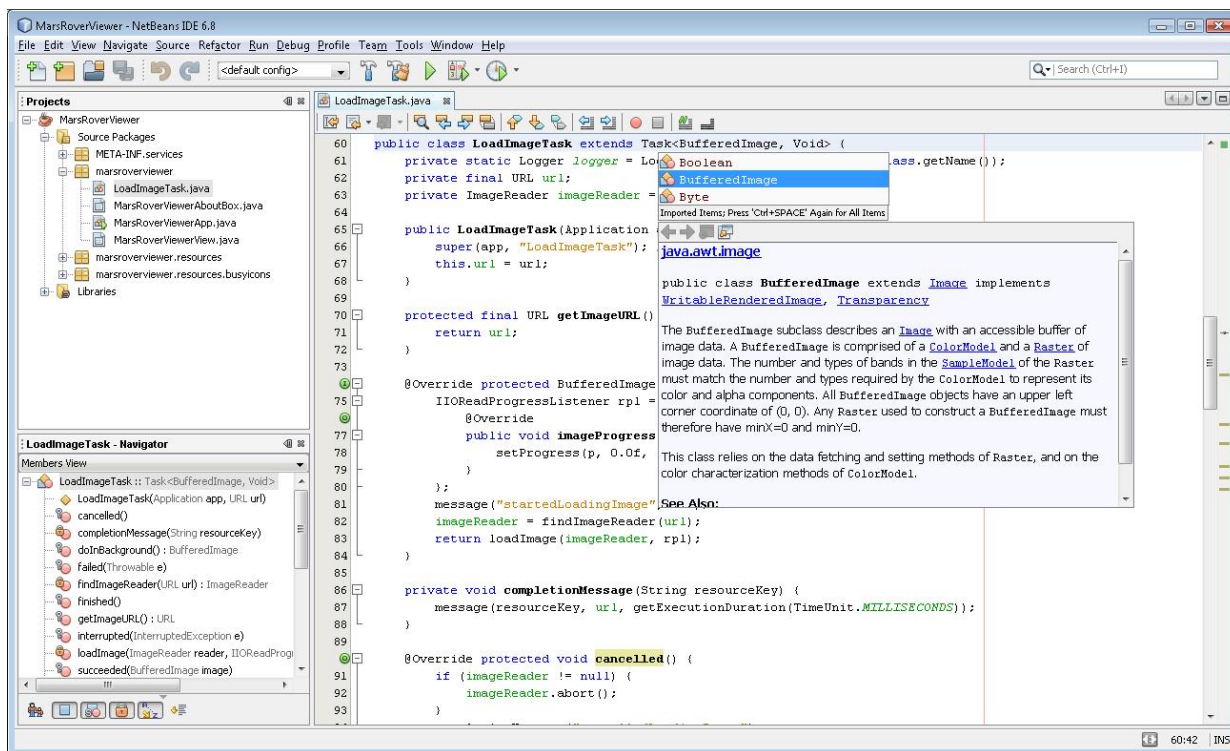 MarsRoverViewer - NetBeans IDE 6.8
File Edit View Navigate Source Refactor Run Debug Profile Team Tools Window Help
<default config>
Search (Ctrl+I)
Projects
MarsRoverViewer
Source Packages
META-INF.services
marsroverviewer
LoadImageTask.java
MarsRoverViewerAboutBox.java
MarsRoverViewerApp.java
MarsRoverViewerView.java
marsroverviewer.resources
marsroverviewer.resources.busyicons
Libraries
LoadImageTask - Navigator
Members View
LoadImageTask :: Task<BufferedImage, Void>
LoadImageTask(Application app, URL url)
cancelled()
completionMessage(String resourceKey)
doInBackground() : BufferedImage
failed(Throwable e)
findImageReader(URL url) : ImageReader
finished()
getImageURL() : URL
interrupted(InterruptedException e)
loadImage(ImageReader reader, IIOReadProg
succeeded(BufferedImage image)
LoadImageTask.java
60 public class LoadImageTask extends Task<BufferedImage, Void> {
61 private static Logger logger = Lo lass.getName());
62 private final URL url;
63 private ImageReader imageReader =
64
65 public LoadImageTask(Application
66 super(app, "LoadImageTask");
67 this.url = url;
68 }
69
70 protected final URL getImageURL()
71 return url;
72 }
73
@Override protected BufferedImage
75 IIOReadProgressListener rpl =
@Override
77 public void imageProgress
78 setProgress(p, 0.0f,
79 }
80 };
81 message("startedLoadingImage",
82 imageReader = findImageReader(url);
83 return loadImage(imageReader, rpl);
84 }
85
86 private void completionMessage(String resourceKey) {
87 message(resourceKey, url, getExecutionDuration(TimeUnit.MILLISECONDS));
88 }
89
@Override protected void cancelled() {
91 if (imageReader != null) {
92 imageReader.abort();
93 }
Boolean
BufferedImage
Byte
Imported Items; Press 'Ctrl+SPACE' Again for All Items
java.awt.image
public class BufferedImage extends Image implements
WritableRenderedImage, Transparency
The BufferedImage subclass describes an Image with an accessible buffer of
image data. A BufferedImage is comprised of a ColorModel and a Raster of
image data. The number and types of bands in the SampleModel of the Raster
must match the number and types required by the ColorModel to represent its
color and alpha components. All BufferedImage objects have an upper left
corner coordinate of (0, 0). Any Raster used to construct a BufferedImage must
therefore have minX=0 and minY=0.
This class relies on the data fetching and setting methods of Raster, and on the
color characterization methods of ColorModel.
See Also:
60:42 INS